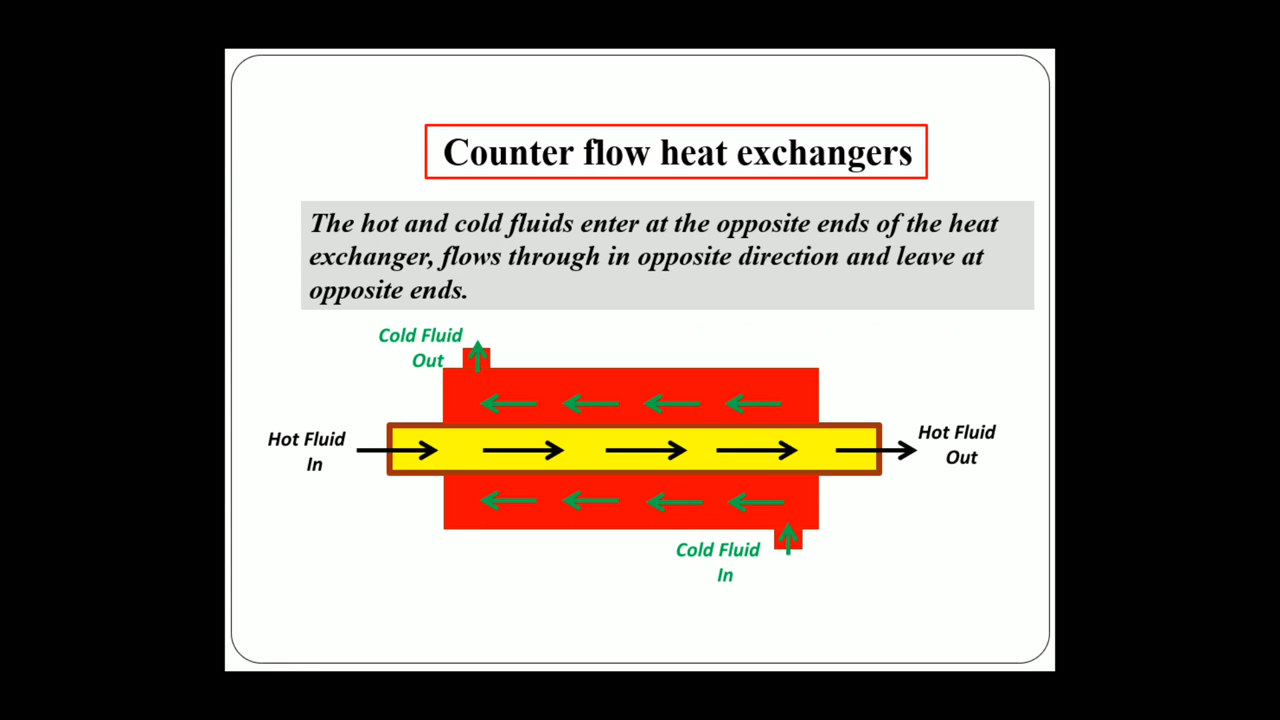 Counter flow heat exchangers
The hot and cold fluids enter at the opposite ends of the heat
exchanger, flows through in opposite direction and leave at
opposite ends.
Cold Fluid
Out
Hot Fluid
In
Hot Fluid
Out
Cold Fluid
In